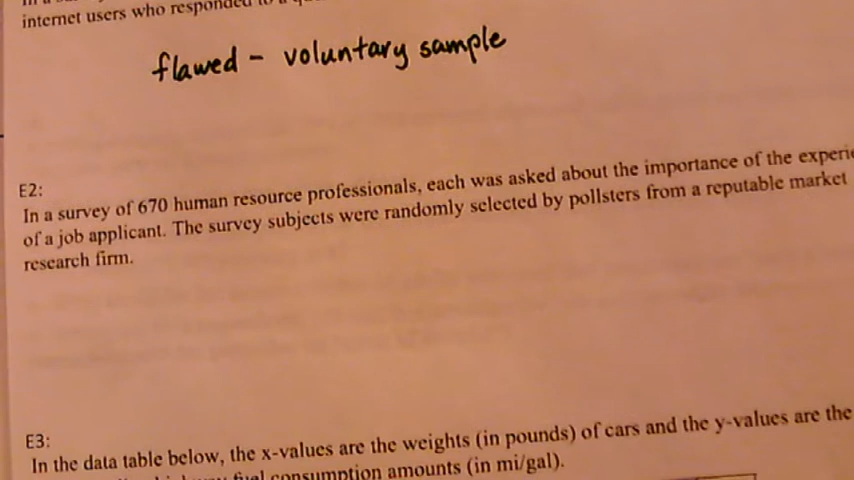 internet users who responded to a
flawed - voluntary sample
E2:
In a survey of 670 human resource professionals, each was asked about the importance of the
of a job applicant. The survey subjects were randomly selected by pollsters from a reputable market
research firm.
E3:
In the data table below, the x-values are the weights (in pounds) of cars and the y-values are the
fuel consumption amounts (in mi/gal).